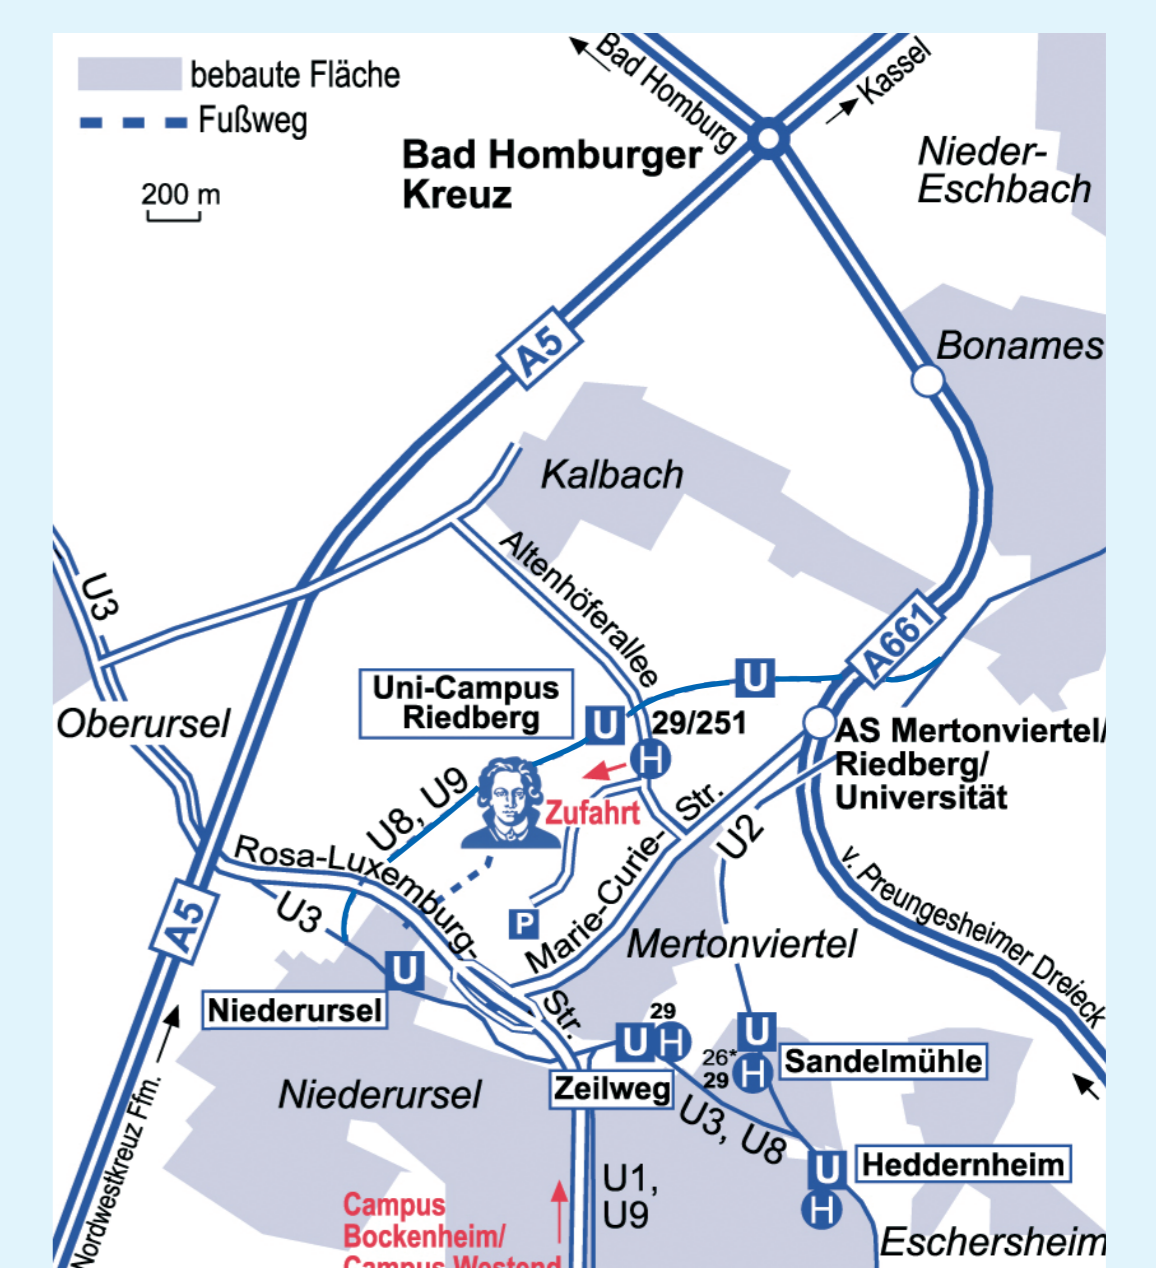 bebaute Fläche
Fußweg
200 m
Bad Homburg
Kassel
Bad Homburger
Kreuz
Nieder-
Eschbach
A5
Bonames
Kalbach
Altenhöferallee
U3
A661
Uni-Campus
Riedberg
U
U
29/251
H
Oberursel
AS Mertonviertel/
Riedberg/
Universität
U8, U9
Zufahrt
Marie-Curie-
Str.
U2
Rosa-Luxemburg-
Str.
U3
A5
P
v. Preungesheimer Dreieck
Mertonviertel
U
Niederursel
29
U H
U
26*
29
H
Sandelmühle
Zeilweg
Niederursel
U3, U8
U
H
Heddernheim
Nordwestkreuz Ffm.
U1,
U9
Campus
Bockenheim/
Campus Westend
Eschersheim